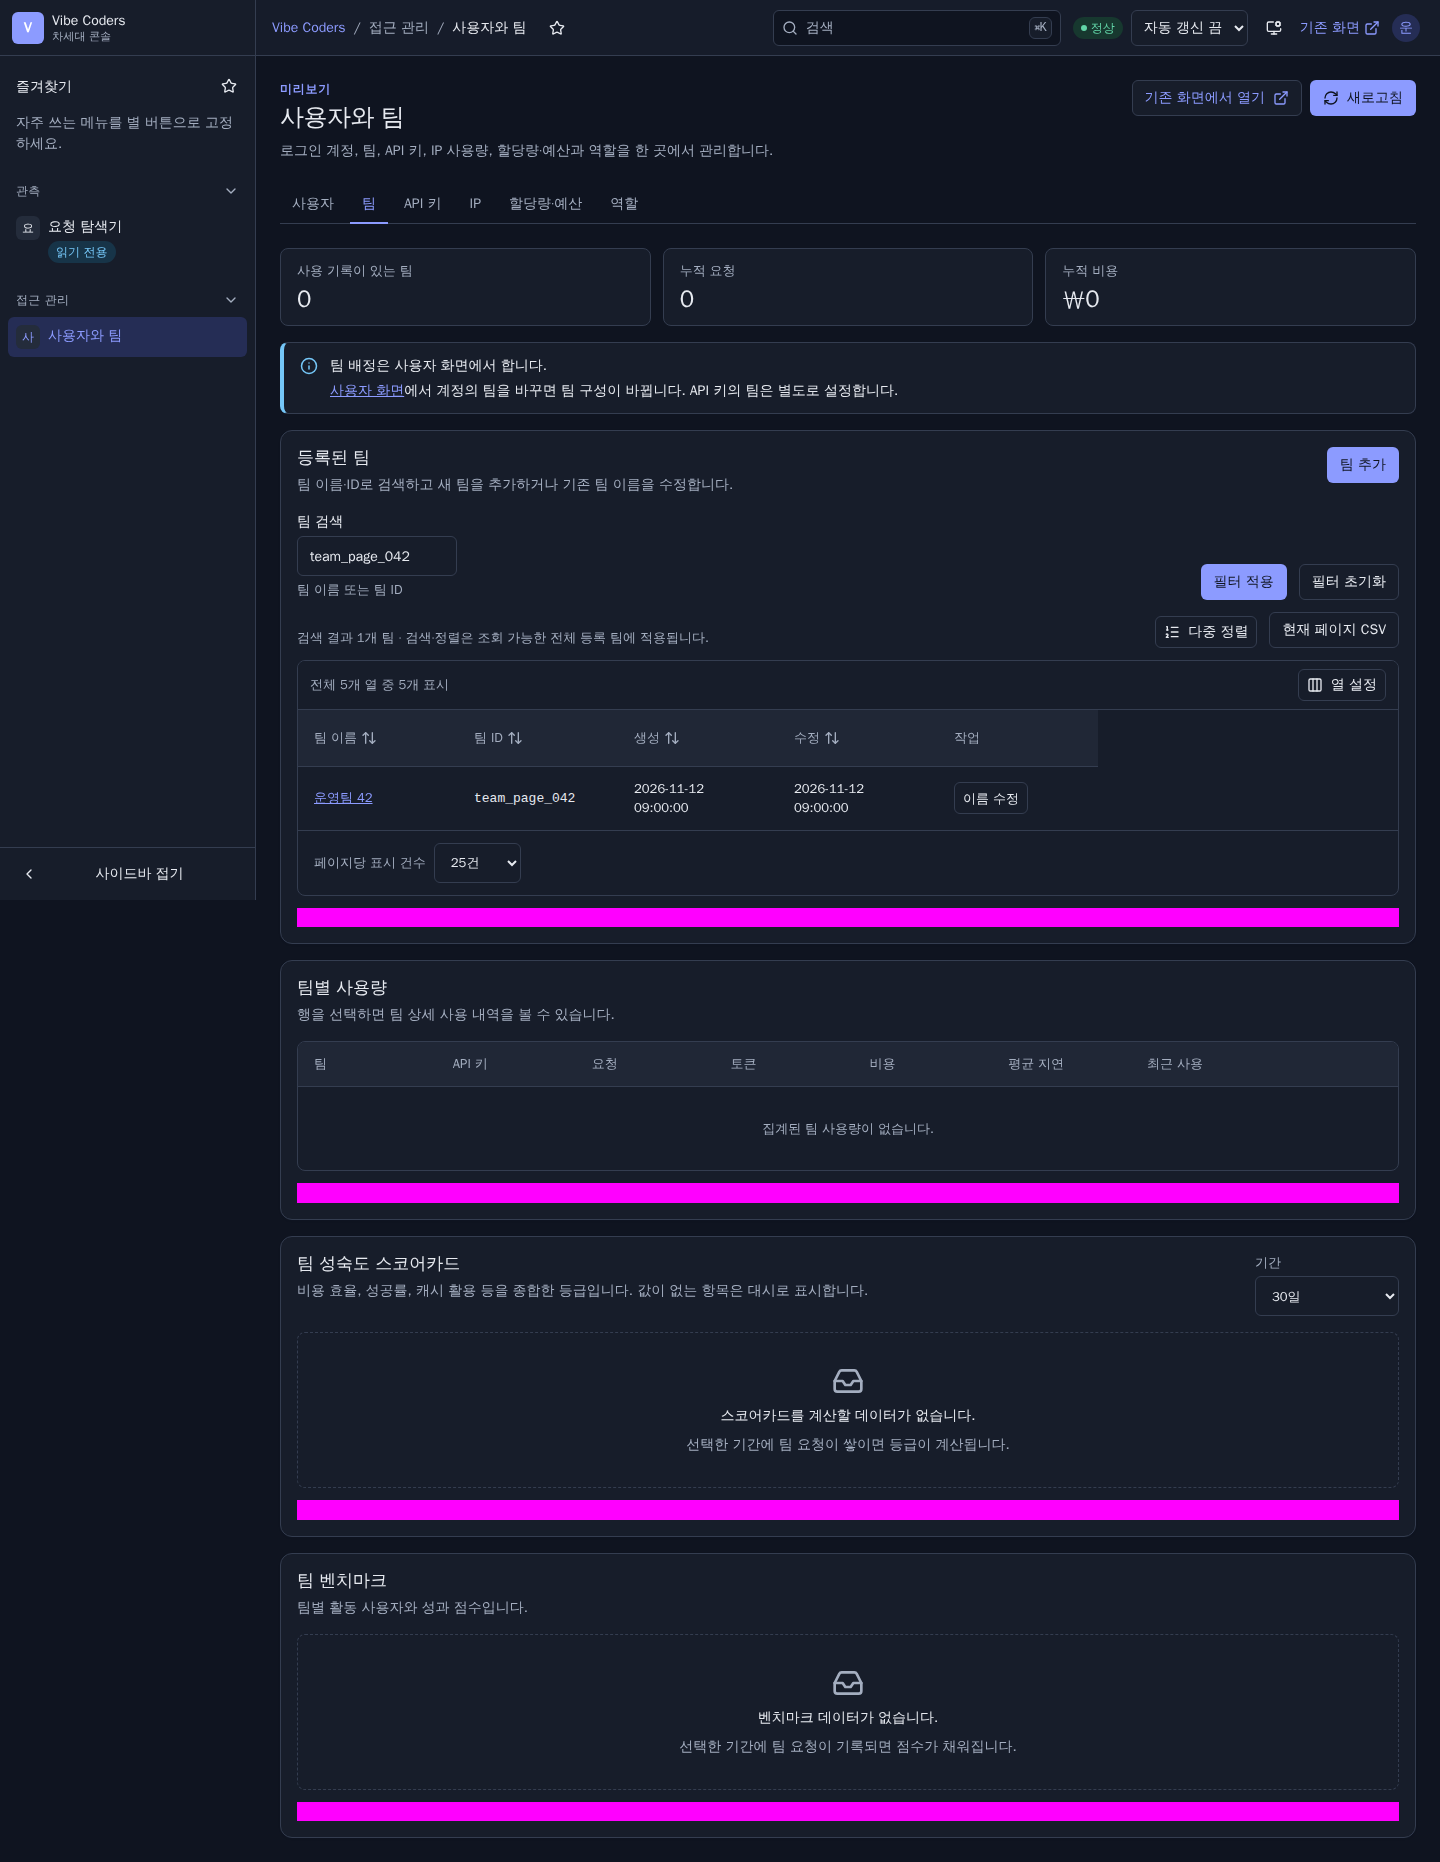 V
Vibe Coders
차세대 콘솔
Vibe Coders / 접근 관리 / 사용자와 팀
검색
⌘K
정상
자동 갱신 끔
기존 화면
운
즐겨찾기
자주 쓰는 메뉴를 별 버튼으로 고정
하세요.
관측
요 요청 탐색기
읽기 전용
접근 관리
사 사용자와 팀
사이드바 접기
미리보기
사용자와 팀
로그인 계정, 팀, API 키, IP 사용량, 할당량·예산과 역할을 한 곳에서 관리합니다.
기존 화면에서 열기
새로고침
사용자 팀 API 키 IP 할당량·예산 역할
사용 기록이 있는 팀
0
누적 요청
0
누적 비용
₩0
팀 배정은 사용자 화면에서 합니다.
사용자 화면에서 계정의 팀을 바꾸면 팀 구성이 바뀝니다. API 키의 팀은 별도로 설정합니다.
등록된 팀
팀 이름·ID로 검색하고 새 팀을 추가하거나 기존 팀 이름을 수정합니다.
팀 추가
팀 검색
team_page_042
팀 이름 또는 팀 ID
필터 적용
필터 초기화
검색 결과 1개 팀 · 검색·정렬은 조회 가능한 전체 등록 팀에 적용됩니다.
다중 정렬
현재 페이지 CSV
전체 5개 열 중 5개 표시
열 설정
팀 이름 팀 ID 생성 수정 작업
운영팀 42 team_page_042 2026-11-12 09:00:00 2026-11-12 09:00:00 이름 수정
페이지당 표시 건수 25건
팀별 사용량
행을 선택하면 팀 상세 사용 내역을 볼 수 있습니다.
팀 API 키 요청 토큰 비용 평균 지연 최근 사용
집계된 팀 사용량이 없습니다.
팀 성숙도 스코어카드
비용 효율, 성공률, 캐시 활용 등을 종합한 등급입니다. 값이 없는 항목은 대시로 표시합니다.
기간
30일
스코어카드를 계산할 데이터가 없습니다.
선택한 기간에 팀 요청이 쌓이면 등급이 계산됩니다.
팀 벤치마크
팀별 활동 사용자와 성과 점수입니다.
벤치마크 데이터가 없습니다.
선택한 기간에 팀 요청이 기록되면 점수가 채워집니다.